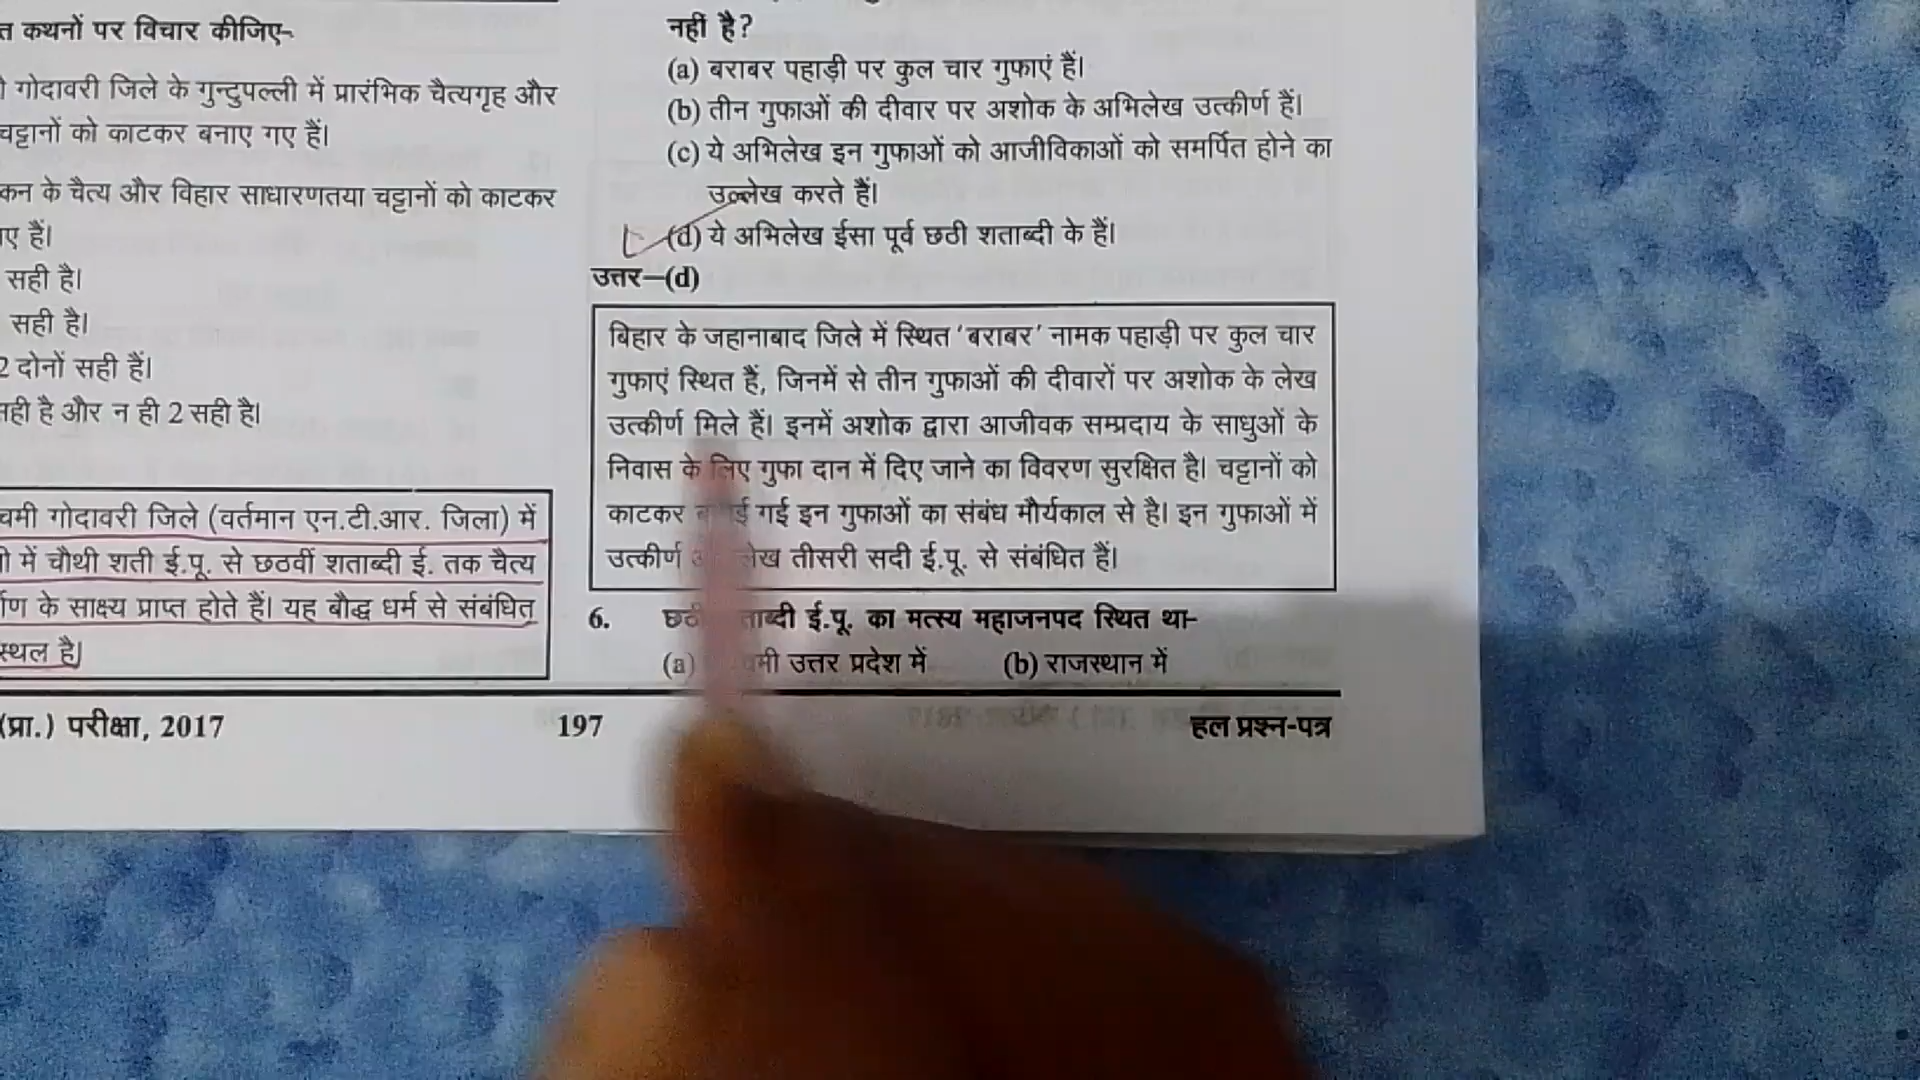 त कथनों पर विचार कीजिए-
गोदावरी जिले के गुन्टुपल्ली में प्रारंभिक चैत्यगृह और
चट्टानों को काटकर बनाए गए हैं।
कन के चैत्य और विहार साधारणतया चट्टानों को काटकर
ए हैं।
सही है।
सही है।
2 दोनों सही हैं।
सही है और न ही 2 सही है।
चमी गोदावरी जिले (वर्तमान एन.टी.आर. जिला) में
में चौथी शती ई.पू. से छठवीं शताब्दी ई. तक चैत्य
र्ण के साक्ष्य प्राप्त होते हैं। यह बौद्ध धर्म से संबंधित
स्थल है।
नहीं है?
(a) बराबर पहाड़ी पर कुल चार गुफाएं हैं।
(b) तीन गुफाओं की दीवार पर अशोक के अभिलेख उत्कीर्ण हैं।
(c) ये अभिलेख इन गुफाओं को आजीविकाओं को समर्पित होने का
उल्लेख करते हैं।
(d) ये अभिलेख ईसा पूर्व छठी शताब्दी के हैं।
उत्तर—(d)
बिहार के जहानाबाद जिले में स्थित 'बराबर' नामक पहाड़ी पर कुल चार
गुफाएं स्थित हैं, जिनमें से तीन गुफाओं की दीवारों पर अशोक के लेख
उत्कीर्ण मिले हैं। इनमें अशोक द्वारा आजीवक सम्प्रदाय के साधुओं के
निवास के लिए गुफा दान में दिए जाने का विवरण सुरक्षित है। चट्टानों को
काटकर गई इन गुफाओं का संबंध मौर्यकाल से है। इन गुफाओं में
उत्कीर्ण तीसरी सदी ई.पू. से संबंधित हैं।
6. ई.पू. का मत्स्य महाजनपद स्थित था-
(a) उत्तर प्रदेश में (b) राजस्थान में
(प्रा.) परीक्षा, 2017 197 हल प्रश्न-पत्र